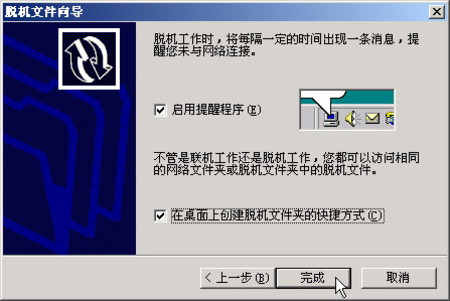 脱机文件向导
脱机工作时，将每隔一定的时间出现一条消息，提
醒您未与网络连接。
启用提醒程序(E)
不管是联机工作还是脱机工作，您都可以访问相同
的网络文件夹或脱机文件夹中的脱机文件。
在桌面上创建脱机文件夹的快捷方式(C)
< 上一步(B)
完成
取消